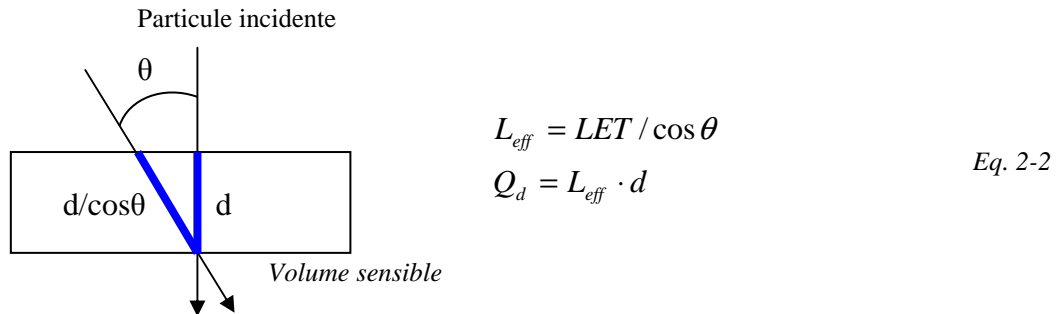 Particule incidente
θ
L_eff = LET / cos θ
Q_d = L_eff · d
Eq. 2-2
d/cosθ
d
Volume sensible